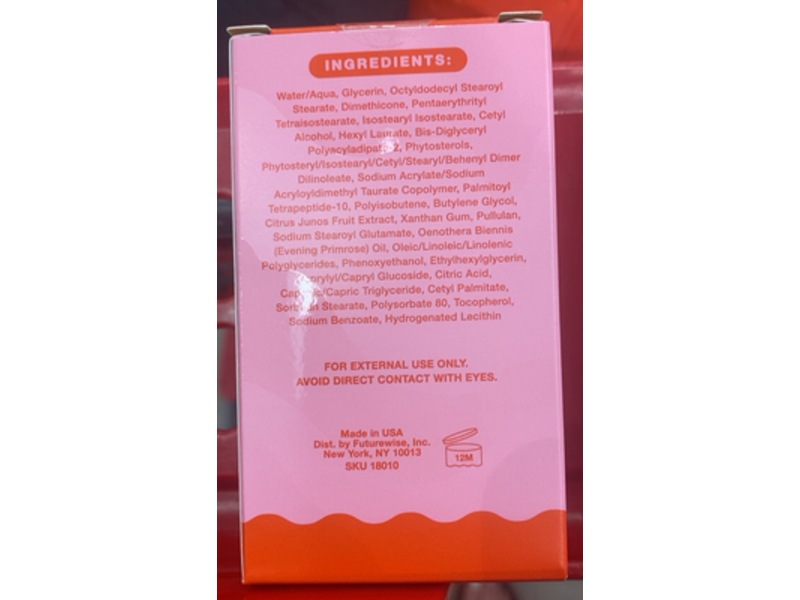 INGREDIENTS:
Water/Aqua, Glycerin, Octyldodecyl Stearoyl
Stearate, Dimethicone, Pentaerythrityl
Tetraisostearate, Isostearyl Isostearate, Cetyl
Alcohol, Hexyl Laurate, Bis-Diglyceryl
Polyacyladipate-2, Phytosterols,
Phytosteryl/Isostearyl/Cetyl/Stearyl/Behenyl Dimer
Dilinoleate, Sodium Acrylate/Sodium
Acryloyldimethyl Taurate Copolymer, Palmitoyl
Tetrapeptide-10, Polyisobutene, Butylene Glycol,
Citrus Junos Fruit Extract, Xanthan Gum, Pullulan,
Sodium Stearoyl Glutamate, Oenothera Biennis
(Evening Primrose) Oil, Oleic/Linoleic/Linolenic
Polyglycerides, Phenoxyethanol, Ethylhexylglycerin,
Caprylyl/Capryl Glucoside, Citric Acid,
Caprylic/Capric Triglyceride, Cetyl Palmitate,
Sorbitan Stearate, Polysorbate 80, Tocopherol,
Sodium Benzoate, Hydrogenated Lecithin
FOR EXTERNAL USE ONLY.
AVOID DIRECT CONTACT WITH EYES.
Made in USA
Dist. by Futurewise, Inc.
New York, NY 10013
SKU 18010
12M